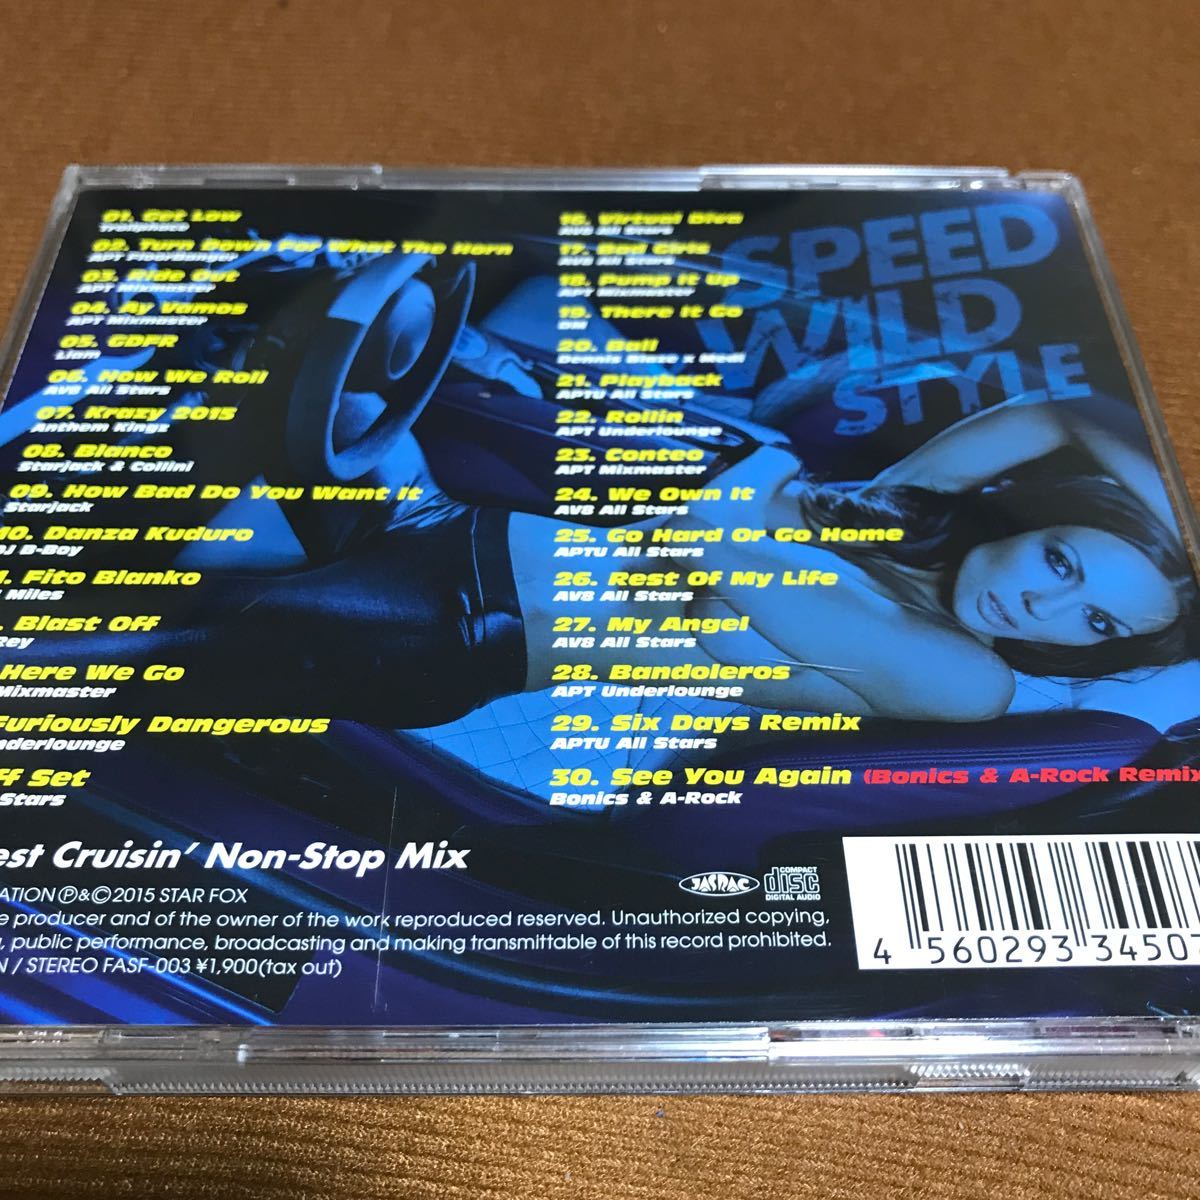 SPEED
WILD
STYLE
01. Get Low
Trollphace
02. Turn Down For What The Horn
APT FloorBanger
03. Ride Out
APT Mixmaster
04. Ay Vamos
APT Mixmaster
05. GDFR
Liam
06. How We Roll
AV8 All Stars
07. Krazy 2015
Anthem Kingz
08. Blanco
Starjack & Collini
09. How Bad Do You Want It
Starjack
10. Danza Kuduro
DJ B-Boy
Fito Blanko
Miles
Blast Off
Rey
Here We Go
Mixmaster
Furiously Dangerous
Set
Stars
16. Virtual Diva
AV8 All Stars
17. Bad Girls
AV8 All Stars
18. Pump It Up
APT Mixmaster
19. There It Go
DM
20. Ball
Dennis Blaze x Medi
21. Playback
APTU All Stars
22. Rollin
APT Underlounge
23. Conteo
APT Mixmaster
24. We Own It
AV8 All Stars
25. Go Hard Or Go Home
APTU All Stars
26. Rest Of My Life
AV8 All Stars
27. My Angel
AV8 All Stars
28. Bandoleros
APT Underlounge
29. Six Days Remix
APTU All Stars
30. See You Again (Bonics & A-Rock Remix
Bonics & A-Rock
Cruisin' Non-Stop Mix
℗&©2015 STAR FOX
producer and of the owner of the work reproduced reserved. Unauthorized copying,
public performance, broadcasting and making transmittable of this record prohibited.
/ STEREO FASF-003 ¥1,900(tax out)
JASRAC
COMPACT
disc
DIGITAL AUDIO
4 560293 34507